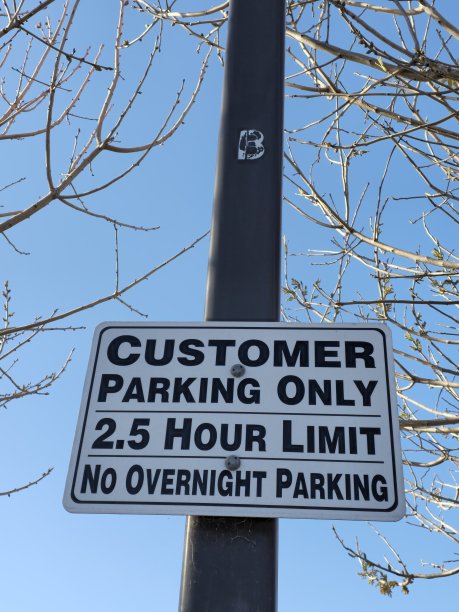 B
CUSTOMER
PARKING ONLY
2.5 HOUR LIMIT
NO OVERNIGHT PARKING